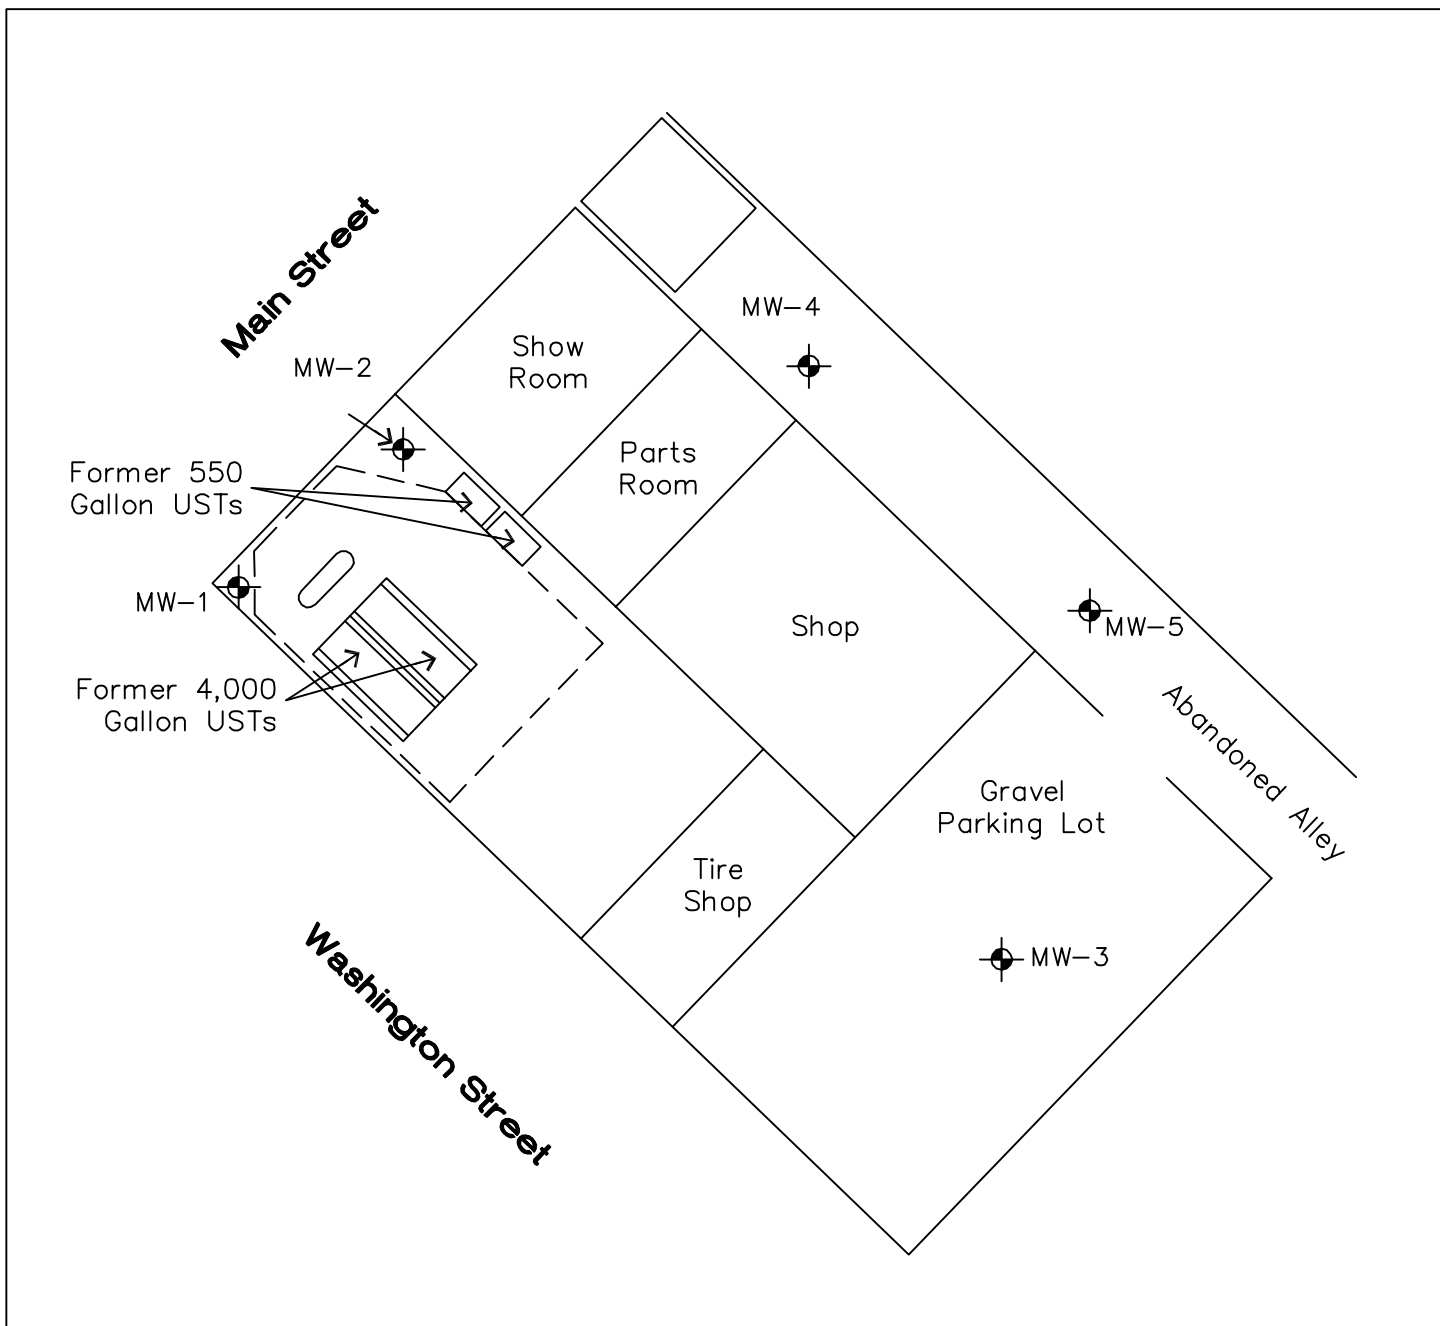 Main Street
MW-4
Show
Room
MW-2
Parts
Room
Former 550
Gallon USTs
MW-1
Shop
MW-5
Former 4,000
Gallon USTs
Abandoned Alley
Gravel
Parking Lot
Tire
Shop
MW-3
Washington Street